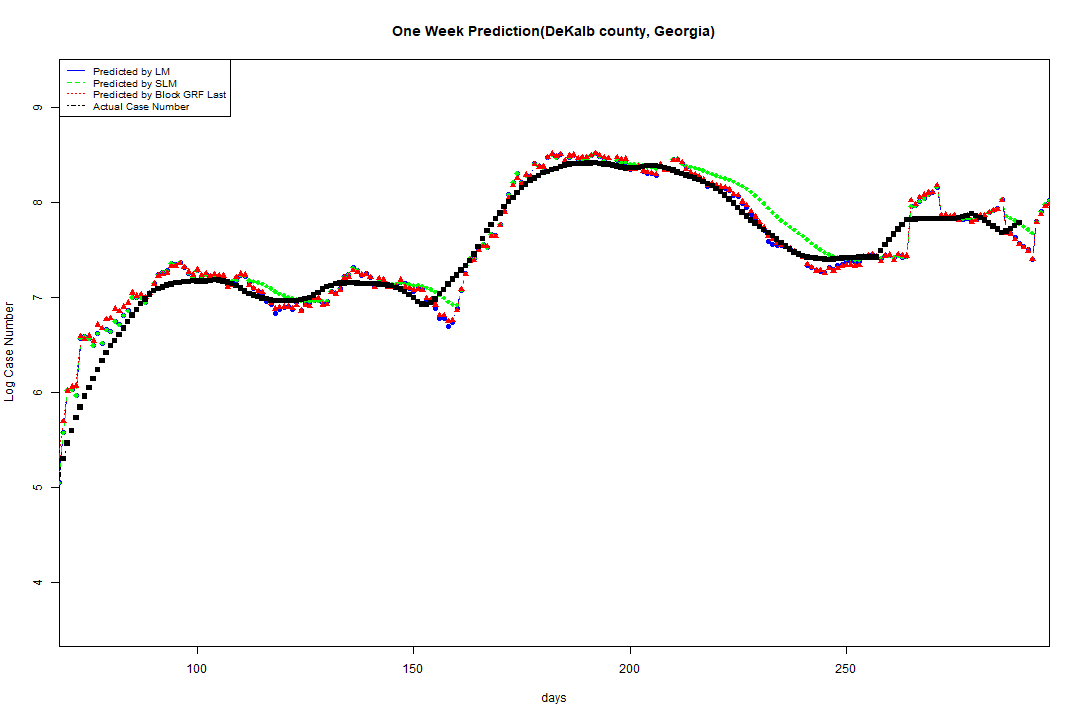 One Week Prediction(DeKalb county, Georgia)
Predicted by LM
Predicted by SLM
Predicted by Block GRF Last
Actual Case Number
9
8
7
6
5
4
Log Case Number
100 150 200 250
days